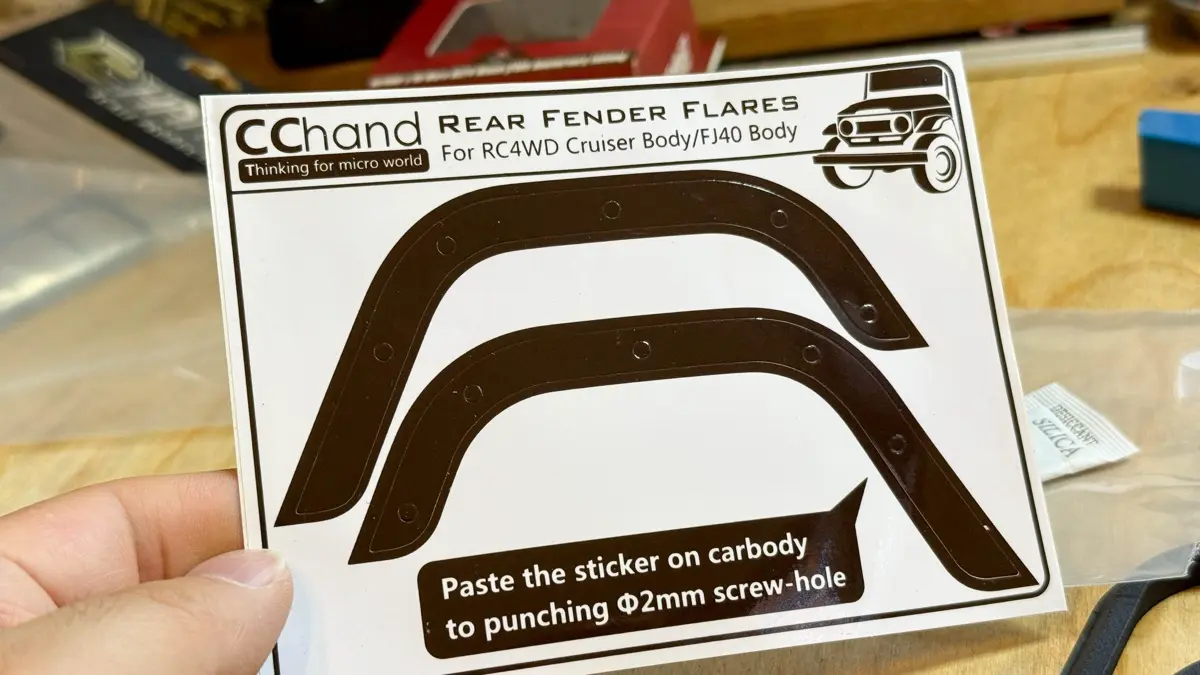 CChand
Thinking for micro world
REAR FENDER FLARES
For RC4WD Cruiser Body/FJ40 Body
Paste the sticker on carbody
to punching Φ2mm screw-hole
DESICCANT
SILICA